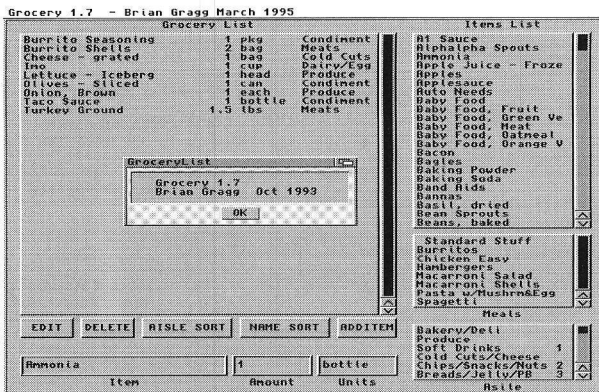 Grocery 1.7 - Brian Gragg March 1995
Grocery List
Burrito Seasoning 1 pkg Condiment
Burrito Shells 2 bag Meats
Cheese - grated 1 bag Cold Cuts
Imo 1 cup Dairy/Egg
Lettuce - Iceberg 1 head Produce
Olives - Sliced 1 can Condiment
Onion, Brown 1 each Produce
Taco Sauce 1 bottle Condiment
Turkey Ground 1.5 lbs Meats
GroceryList
Grocery 1.7
Brian Gragg Oct 1993
OK
EDIT DELETE AISLE SORT NAME SORT ADDITEM
Ammonia 1 bottle
Item Amount Units
Items List
A1 Sauce
Alphalpha Spouts
Ammonia
Apple Juice - Froze
Apples
Applesauce
Auto Needs
Baby Food
Baby Food, Fruit
Baby Food, Green Ve
Baby Food, Meat
Baby Food, Oatmeal
Baby Food, Orange V
Bacon
Bagles
Baking Powder
Baking Soda
Band Aids
Bannas
Basil, dried
Bean Sprouts
Beans, baked
Standard Stuff
Burritos
Chicken Easy
Hambergers
Macarroni Salad
Macarroni Shells
Pasta w/Mushrm&Egg
Spagetti
Meals
Bakery/Deli
Produce
Soft Drinks 1
Cold Cuts/Cheese
Chips/Snacks/Nuts 2
Breads/Jelly/PB 3
Asile